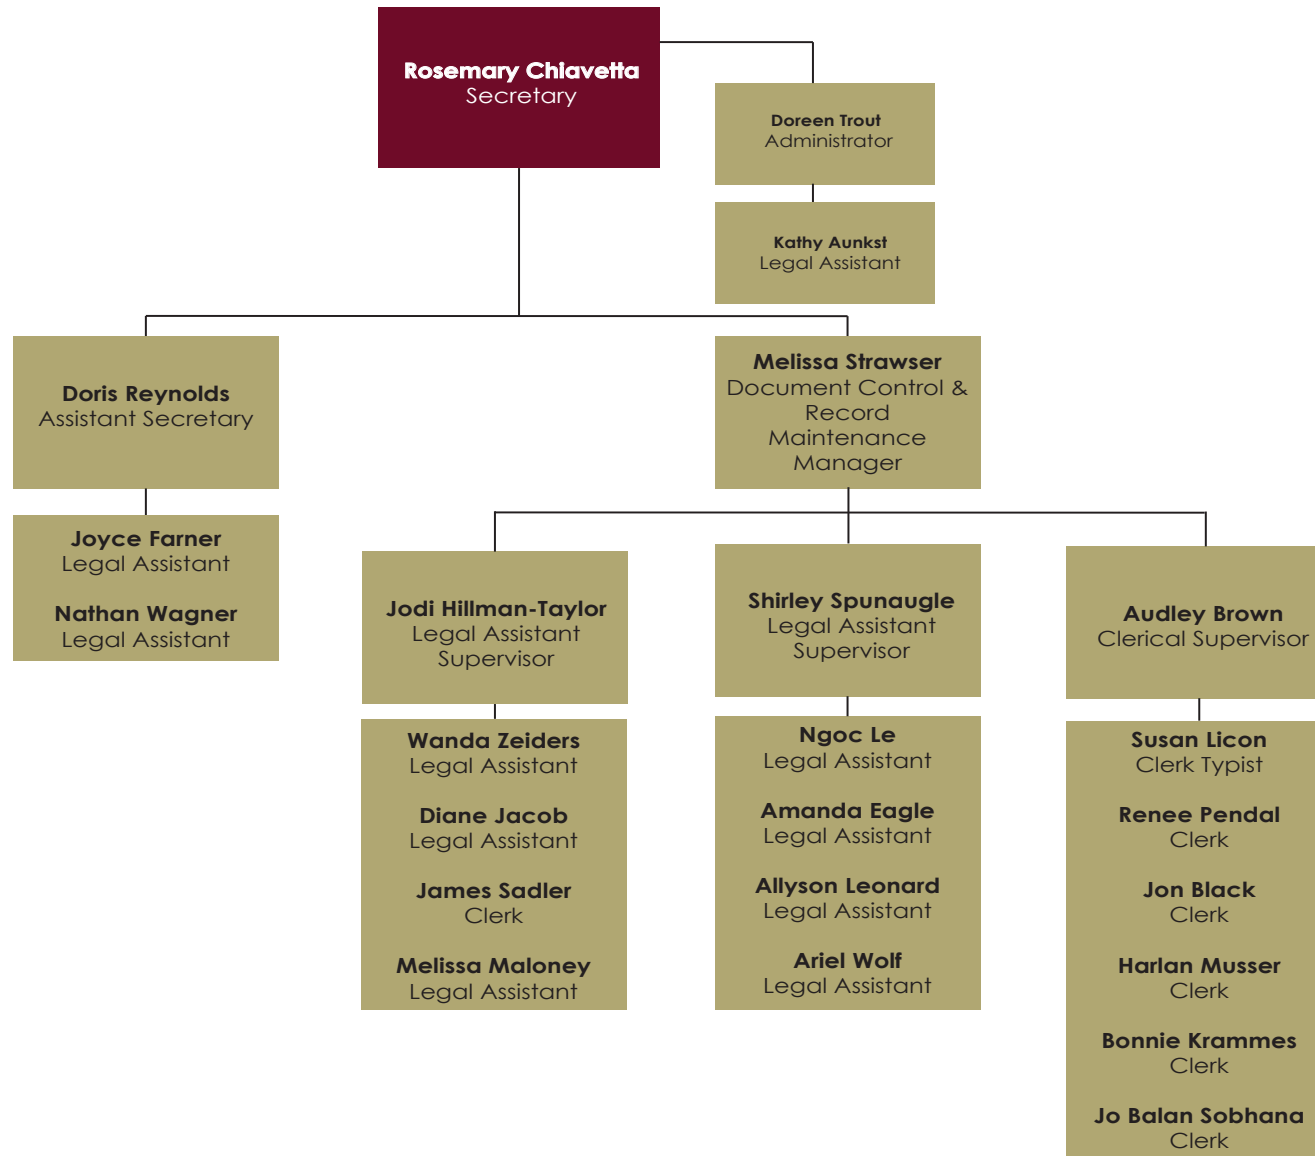 Rosemary Chiavetta
Secretary
Doreen Trout
Administrator
Kathy Aunkst
Legal Assistant
Doris Reynolds
Assistant Secretary
Joyce Farner
Legal Assistant
Nathan Wagner
Legal Assistant
Melissa Strawser
Document Control &
Record
Maintenance
Manager
Jodi Hillman-Taylor
Legal Assistant
Supervisor
Wanda Zeiders
Legal Assistant
Diane Jacob
Legal Assistant
James Sadler
Clerk
Melissa Maloney
Legal Assistant
Shirley Spunaugle
Legal Assistant
Supervisor
Ngoc Le
Legal Assistant
Amanda Eagle
Legal Assistant
Allyson Leonard
Legal Assistant
Ariel Wolf
Legal Assistant
Audley Brown
Clerical Supervisor
Susan Licon
Clerk Typist
Renee Pendal
Clerk
Jon Black
Clerk
Harlan Musser
Clerk
Bonnie Krammes
Clerk
Jo Balan Sobhana
Clerk